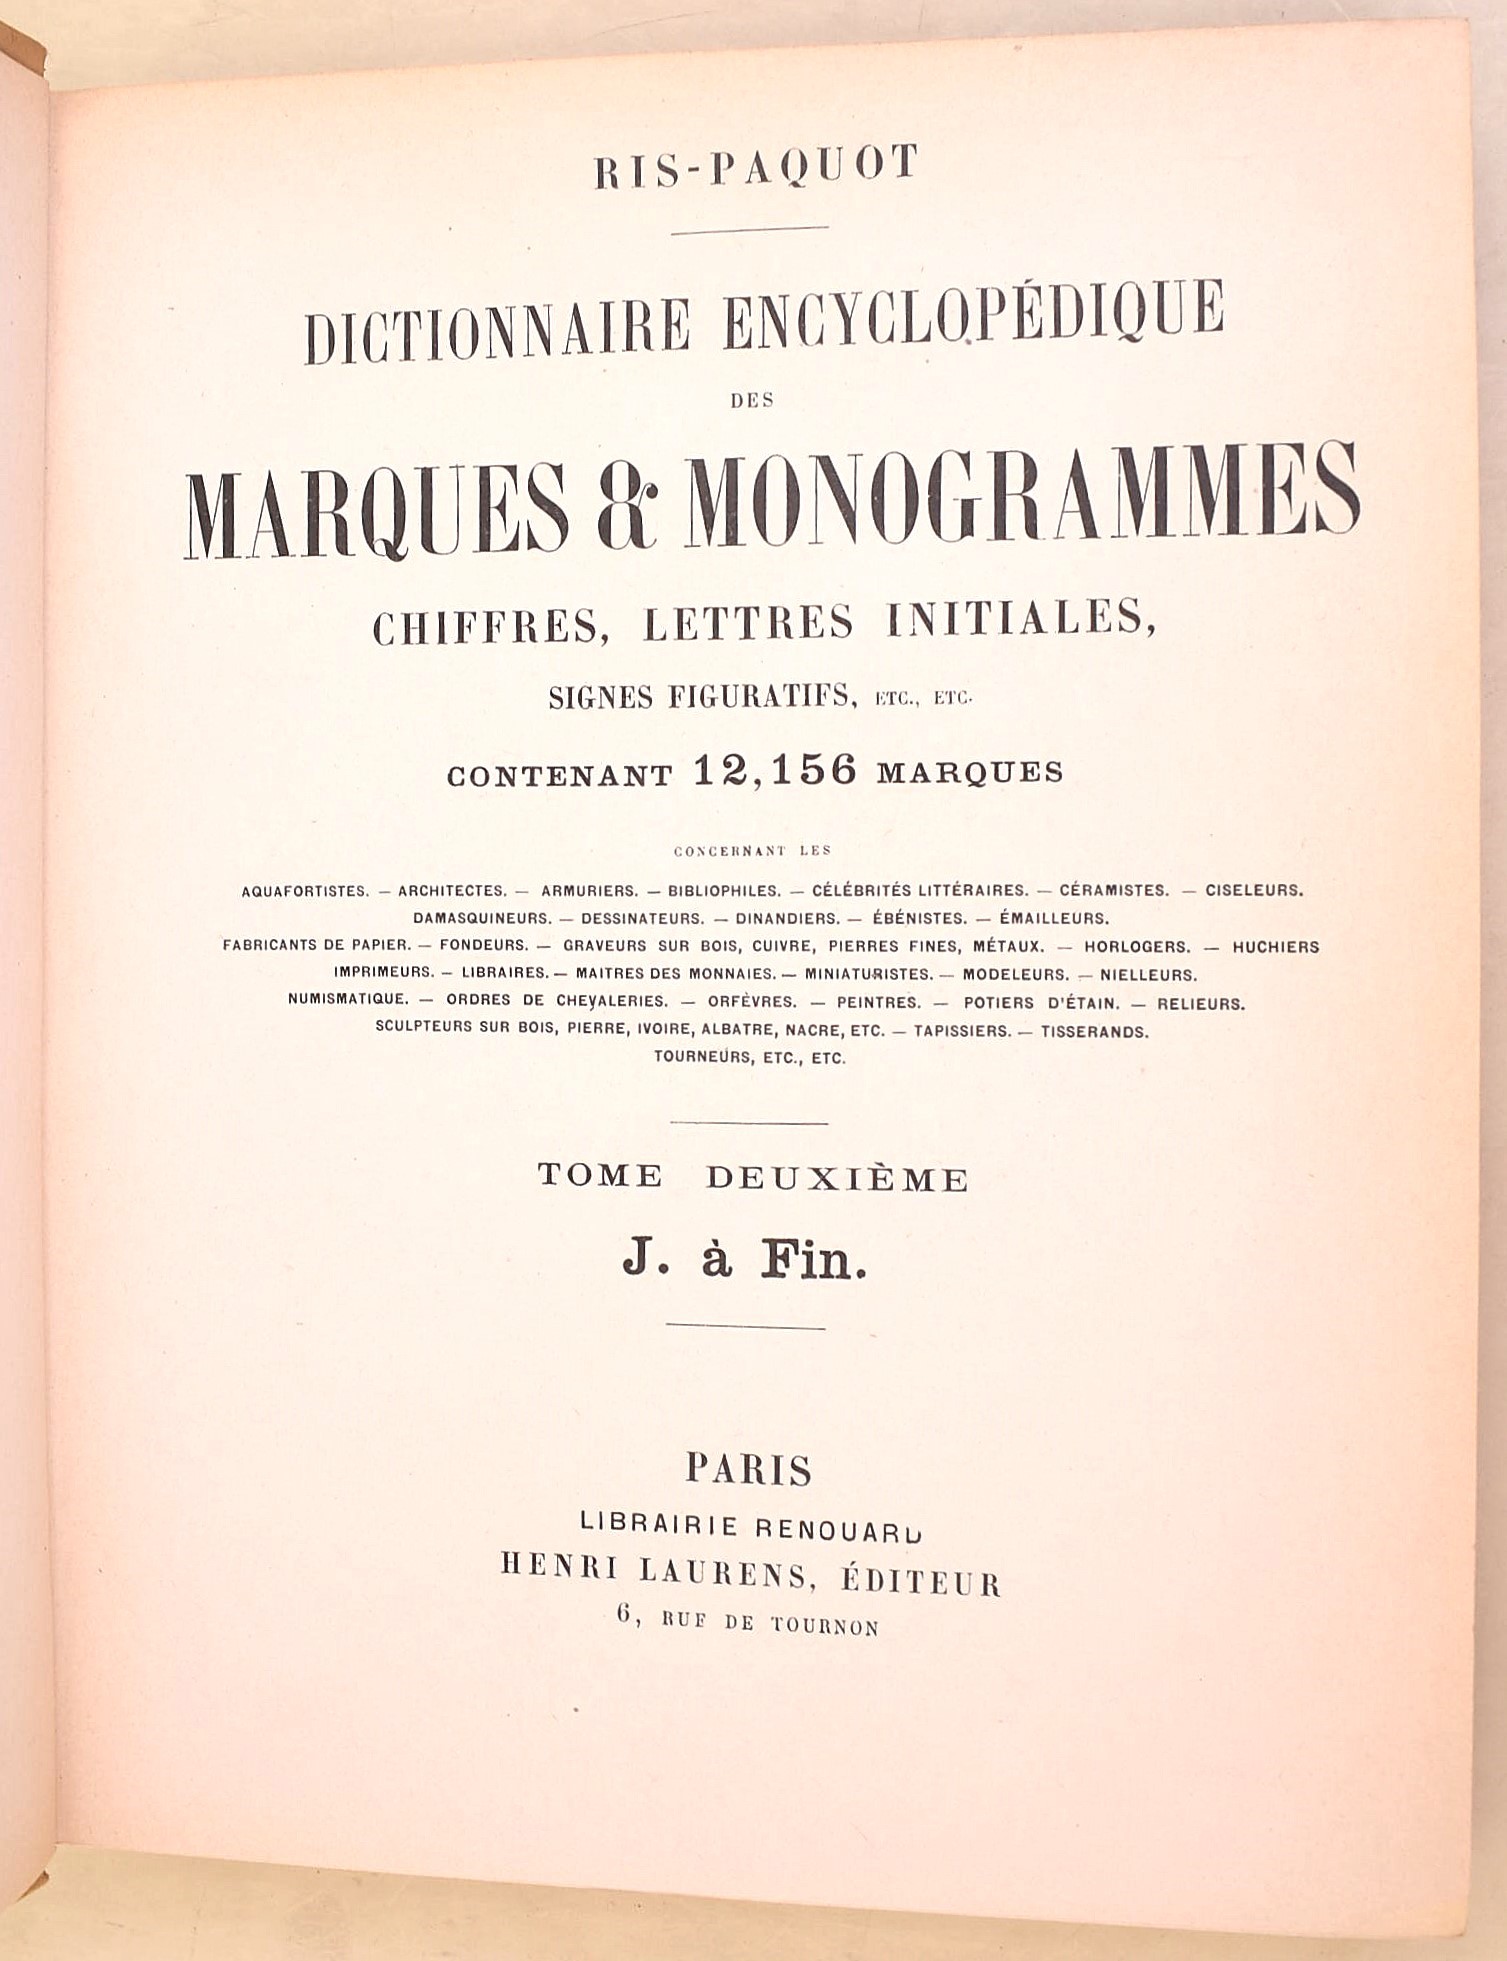 RIS-PAQUOT
DICTIONNAIRE ENCYCLOPÉDIQUE
DES
MARQUES & MONOGRAMMES
CHIFFRES, LETTRES INITIALES,
SIGNES FIGURATIFS, ETC., ETC.
CONTENANT 12,156 MARQUES
CONCERNANT LES
AQUAFORTISTES. — ARCHITECTES. — ARMURIERS. — BIBLIOPHILES. — CÉLÉBRITÉS LITTÉRAIRES. — CÉRAMISTES. — CISELEURS.
DAMASQUINEURS. — DESSINATEURS. — DINANDIERS. — ÉBÉNISTES. — ÉMAILLEURS.
FABRICANTS DE PAPIER. — FONDEURS. — GRAVEURS SUR BOIS, CUIVRE, PIERRES FINES, MÉTAUX. — HORLOGERS. — HUCHIERS
IMPRIMEURS. — LIBRAIRES. — MAITRES DES MONNAIES. — MINIATURISTES. — MODELEURS. — NIELLEURS.
NUMISMATIQUE. — ORDRES DE CHEVALERIES. — ORFÈVRES. — PEINTRES. — POTIERS D'ÉTAIN. — RELIEURS.
SCULPTEURS SUR BOIS, PIERRE, IVOIRE, ALBATRE, NACRE, ETC. — TAPISSIERS. — TISSERANDS.
TOURNEURS, ETC., ETC.
TOME DEUXIÈME
J. à Fin.
PARIS
LIBRAIRIE RENOUARD
HENRI LAURENS, ÉDITEUR
6, RUE DE TOURNON